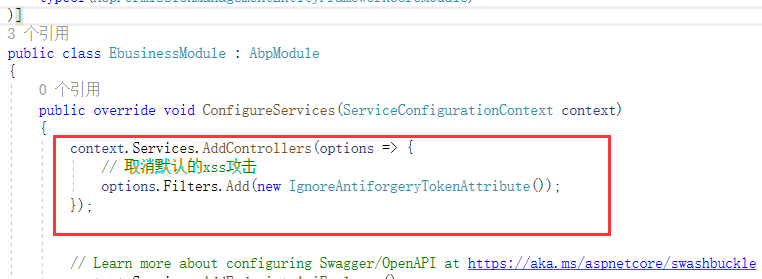 )]
3 个引用
public class EbusinessModule : AbpModule
{
0 个引用
public override void ConfigureServices(ServiceConfigurationContext context)
{
context.Services.AddControllers(options => {
// 取消默认的xss攻击
options.Filters.Add(new IgnoreAntiforgeryTokenAttribute());
});
// Learn more about configuring Swagger/OpenAPI at https://aka.ms/aspnetcore/swashbuckle